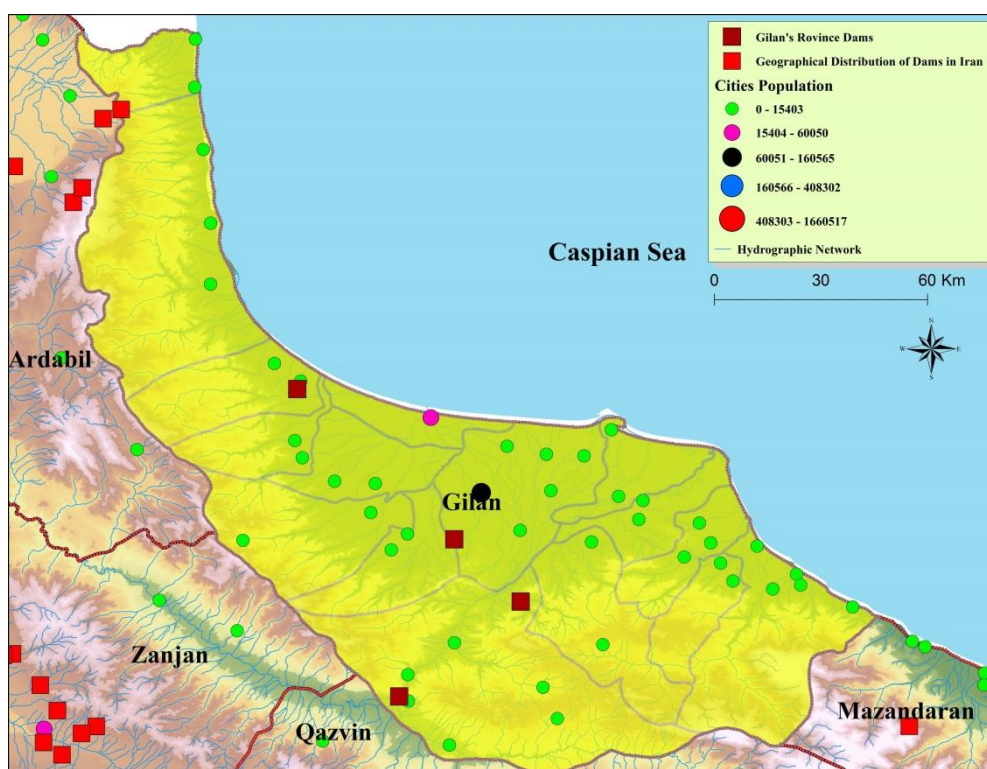 Gilan's Rovince Dams
Geographical Distribution of Dams in Iran
Cities Population
0 - 15403
15404 - 60050
60051 - 160565
160566 - 408302
408303 - 1660517
Hydrographic Network
Caspian Sea
0 30 60 Km
N
W E
S
Ardabil
Gilan
Zanjan
Mazandaran
Qazvin